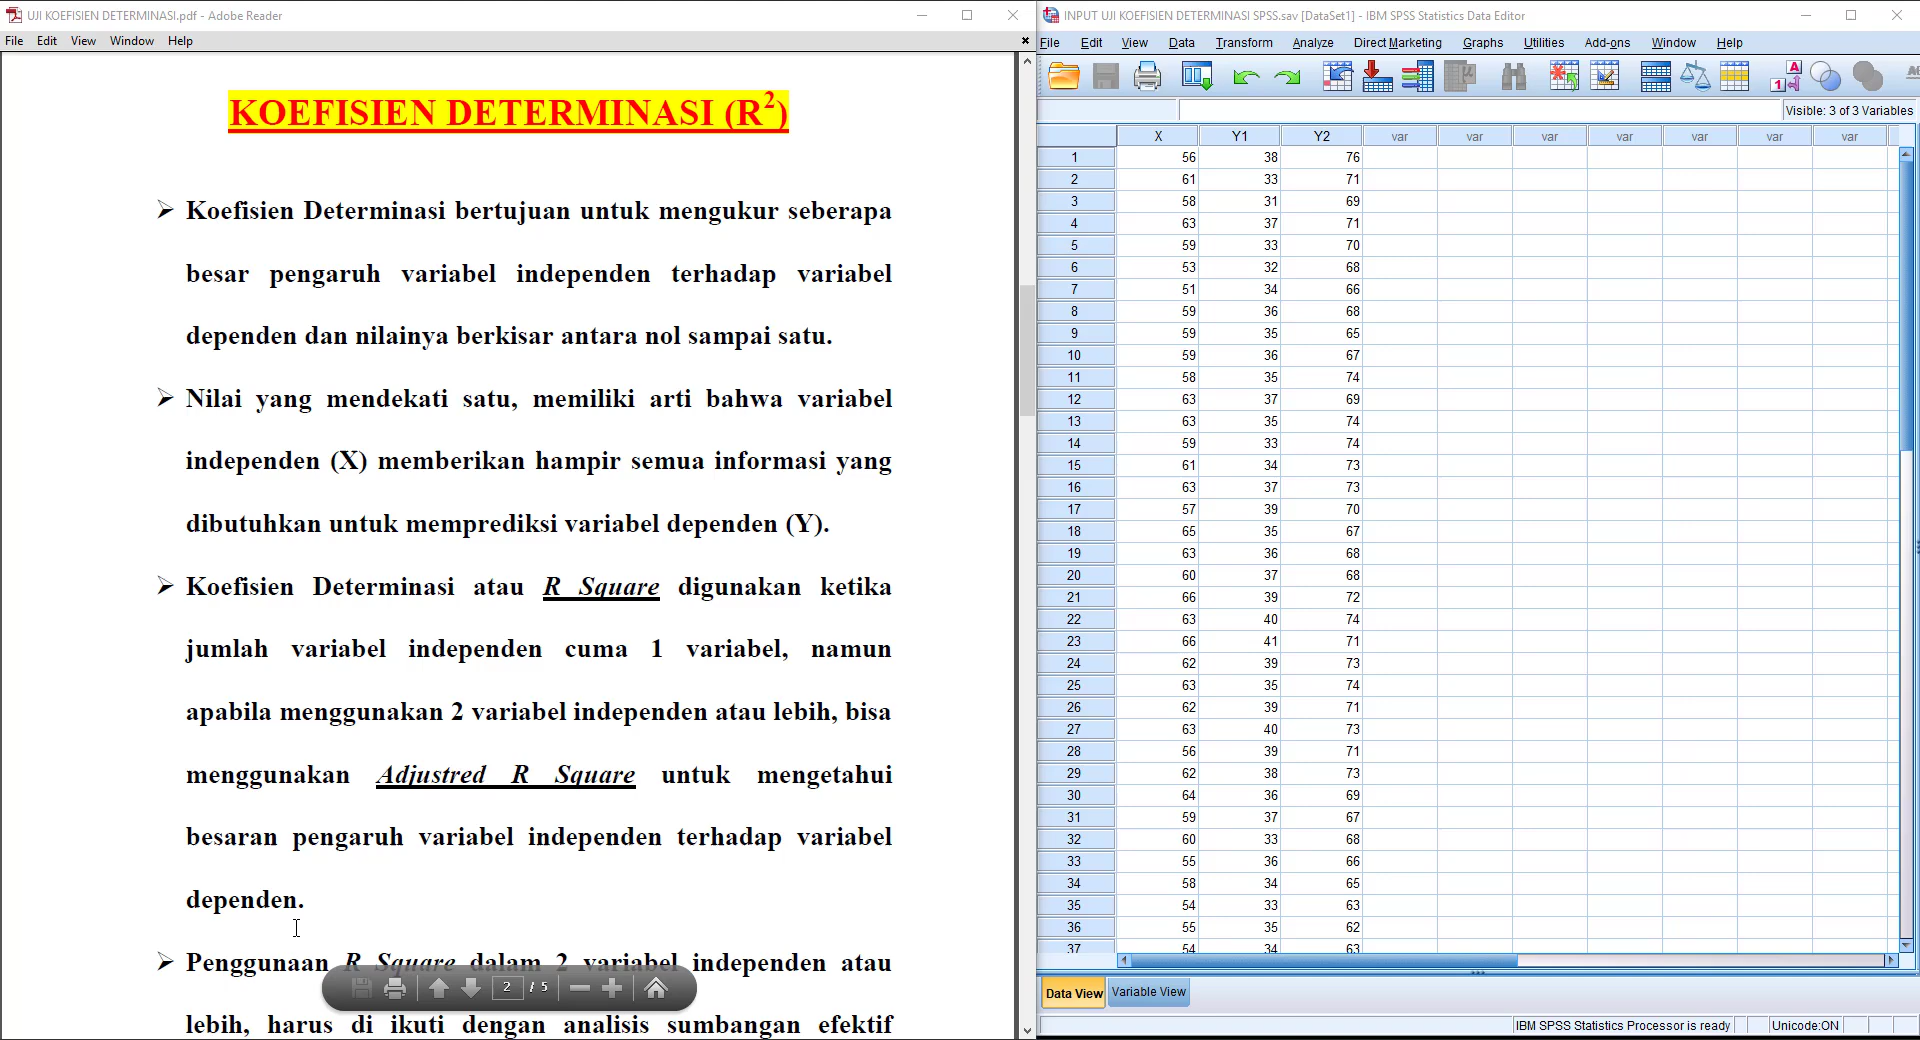 UJI KOEFISIEN DETERMINASI.pdf - Adobe Reader
File Edit View Window Help
KOEFISIEN DETERMINASI (R²)
➢ Koefisien Determinasi bertujuan untuk mengukur seberapa
besar pengaruh variabel independen terhadap variabel
dependen dan nilainya berkisar antara nol sampai satu.
➢ Nilai yang mendekati satu, memiliki arti bahwa variabel
independen (X) memberikan hampir semua informasi yang
dibutuhkan untuk memprediksi variabel dependen (Y).
➢ Koefisien Determinasi atau R Square digunakan ketika
jumlah variabel independen cuma 1 variabel, namun
apabila menggunakan 2 variabel independen atau lebih, bisa
menggunakan Adjustred R Square untuk mengetahui
besaran pengaruh variabel independen terhadap variabel
dependen.
➢ Penggunaan R Square dalam 2 variabel independen atau
lebih, harus di ikuti dengan analisis sumbangan efektif
2 / 5
INPUT UJI KOEFISIEN DETERMINASI SPSS.sav [DataSet1] - IBM SPSS Statistics Data Editor
File Edit View Data Transform Analyze Direct Marketing Graphs Utilities Add-ons Window Help
Visible: 3 of 3 Variables
X Y1 Y2 var var var var var var var
1 56 38 76
2 61 33 71
3 58 31 69
4 63 37 71
5 59 33 70
6 53 32 68
7 51 34 66
8 59 36 68
9 59 35 65
10 59 36 67
11 58 35 74
12 63 37 69
13 63 35 74
14 59 33 74
15 61 34 73
16 63 37 73
17 57 39 70
18 65 35 67
19 63 36 68
20 60 37 68
21 66 39 72
22 63 40 74
23 66 41 71
24 62 39 73
25 63 35 74
26 62 39 71
27 63 40 73
28 56 39 71
29 62 38 73
30 64 36 69
31 59 37 67
32 60 33 68
33 55 36 66
34 58 34 65
35 54 33 63
36 55 35 62
37 54 34 63
Data View Variable View
IBM SPSS Statistics Processor is ready Unicode:ON